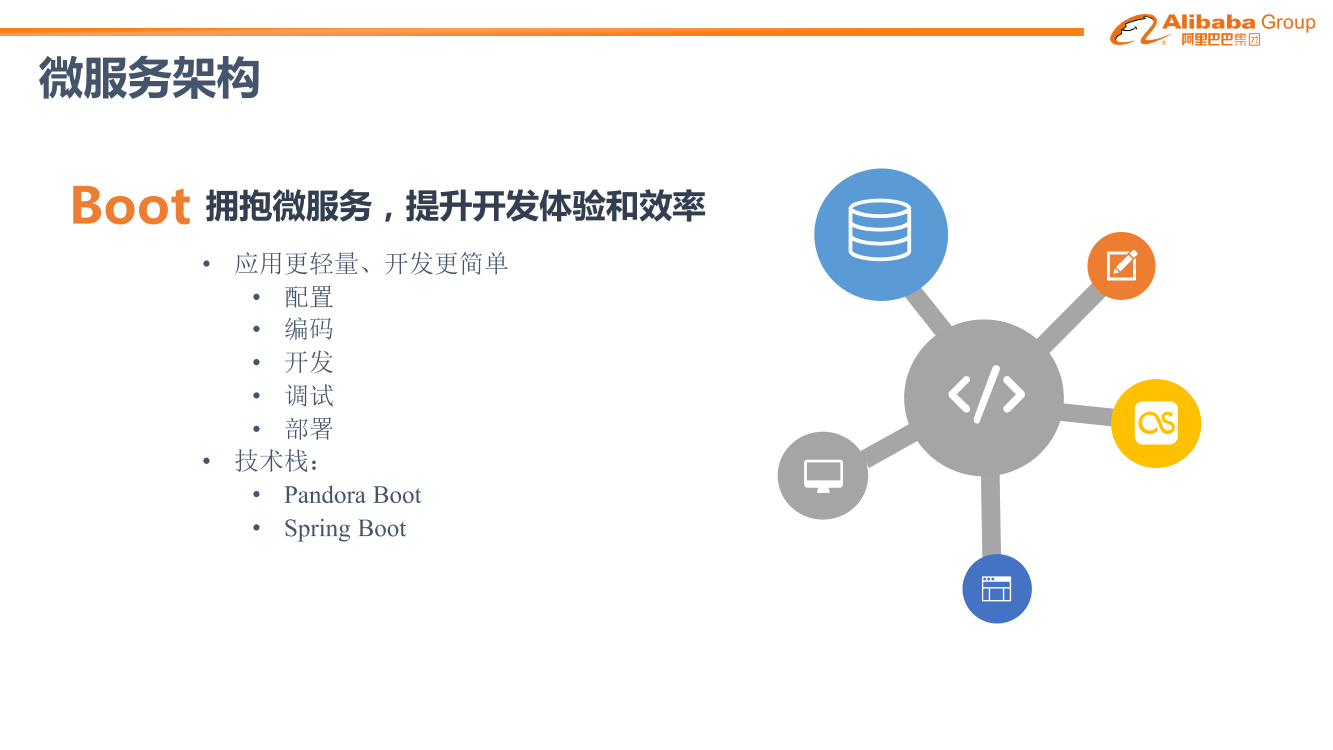 Alibaba Group
阿里巴巴集团
微服务架构
Boot 拥抱微服务，提升开发体验和效率
• 应用更轻量、开发更简单
• 配置
• 编码
• 开发
• 调试
• 部署
• 技术栈：
• Pandora Boot
• Spring Boot